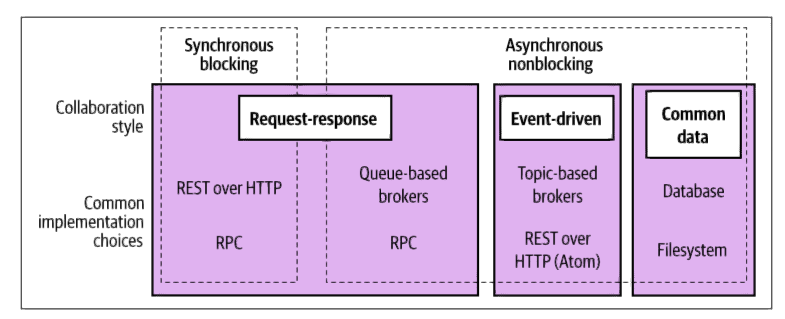 Synchronous
blocking
Asynchronous
nonblocking
Collaboration
style
Request-response
Event-driven
Common
data
Common
implementation
choices
REST over HTTP
RPC
Queue-based
brokers
RPC
Topic-based
brokers
REST over
HTTP (Atom)
Database
Filesystem